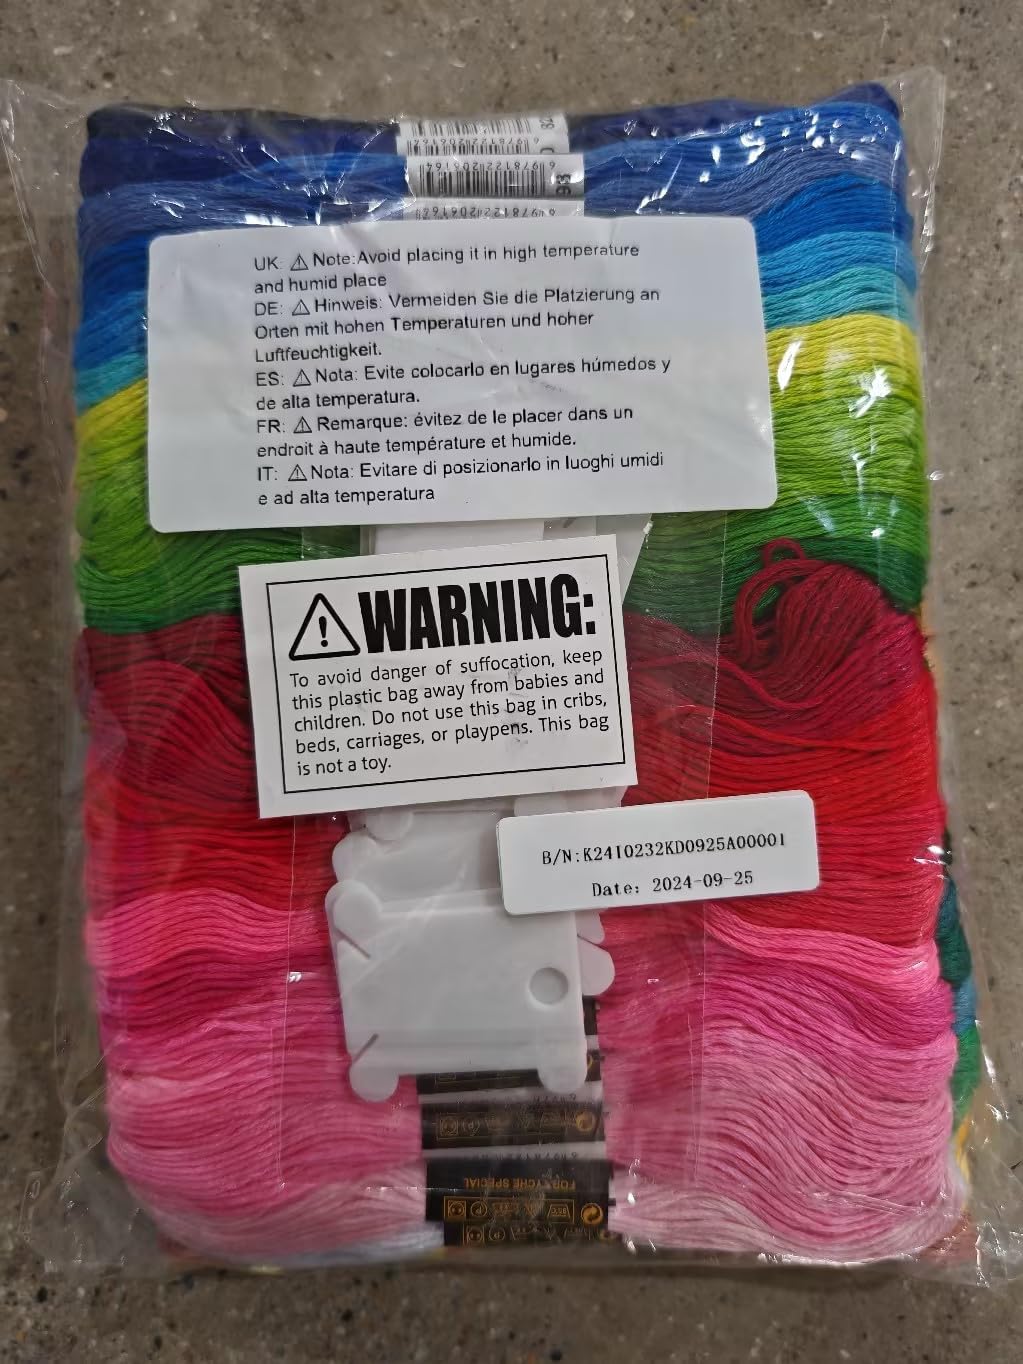 UK: ⚠ Note:Avoid placing it in high temperature
and humid place
DE: ⚠ Hinweis: Vermeiden Sie die Platzierung an
Orten mit hohen Temperaturen und hoher
Luftfeuchtigkeit.
ES: ⚠ Nota: Evite colocarlo en lugares húmedos y
de alta temperatura.
FR: ⚠ Remarque: évitez de le placer dans un
endroit à haute température et humide.
IT: ⚠ Nota: Evitare di posizionarlo in luoghi umidi
e ad alta temperatura
WARNING:
To avoid danger of suffocation, keep
this plastic bag away from babies and
children. Do not use this bag in cribs,
beds, carriages, or playpens. This bag
is not a toy.
B/N:K24I0232KD0925A00001
Date: 2024-09-25
SPECIAL